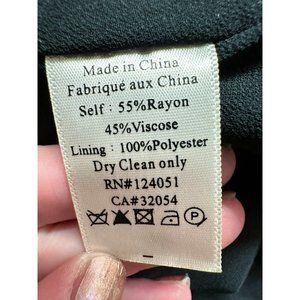 Made in China
Fabriqué aux China
Self : 55%Rayon
45%Viscose
Lining : 100%Polyester
Dry Clean only
RN#124051
CA#32054
P